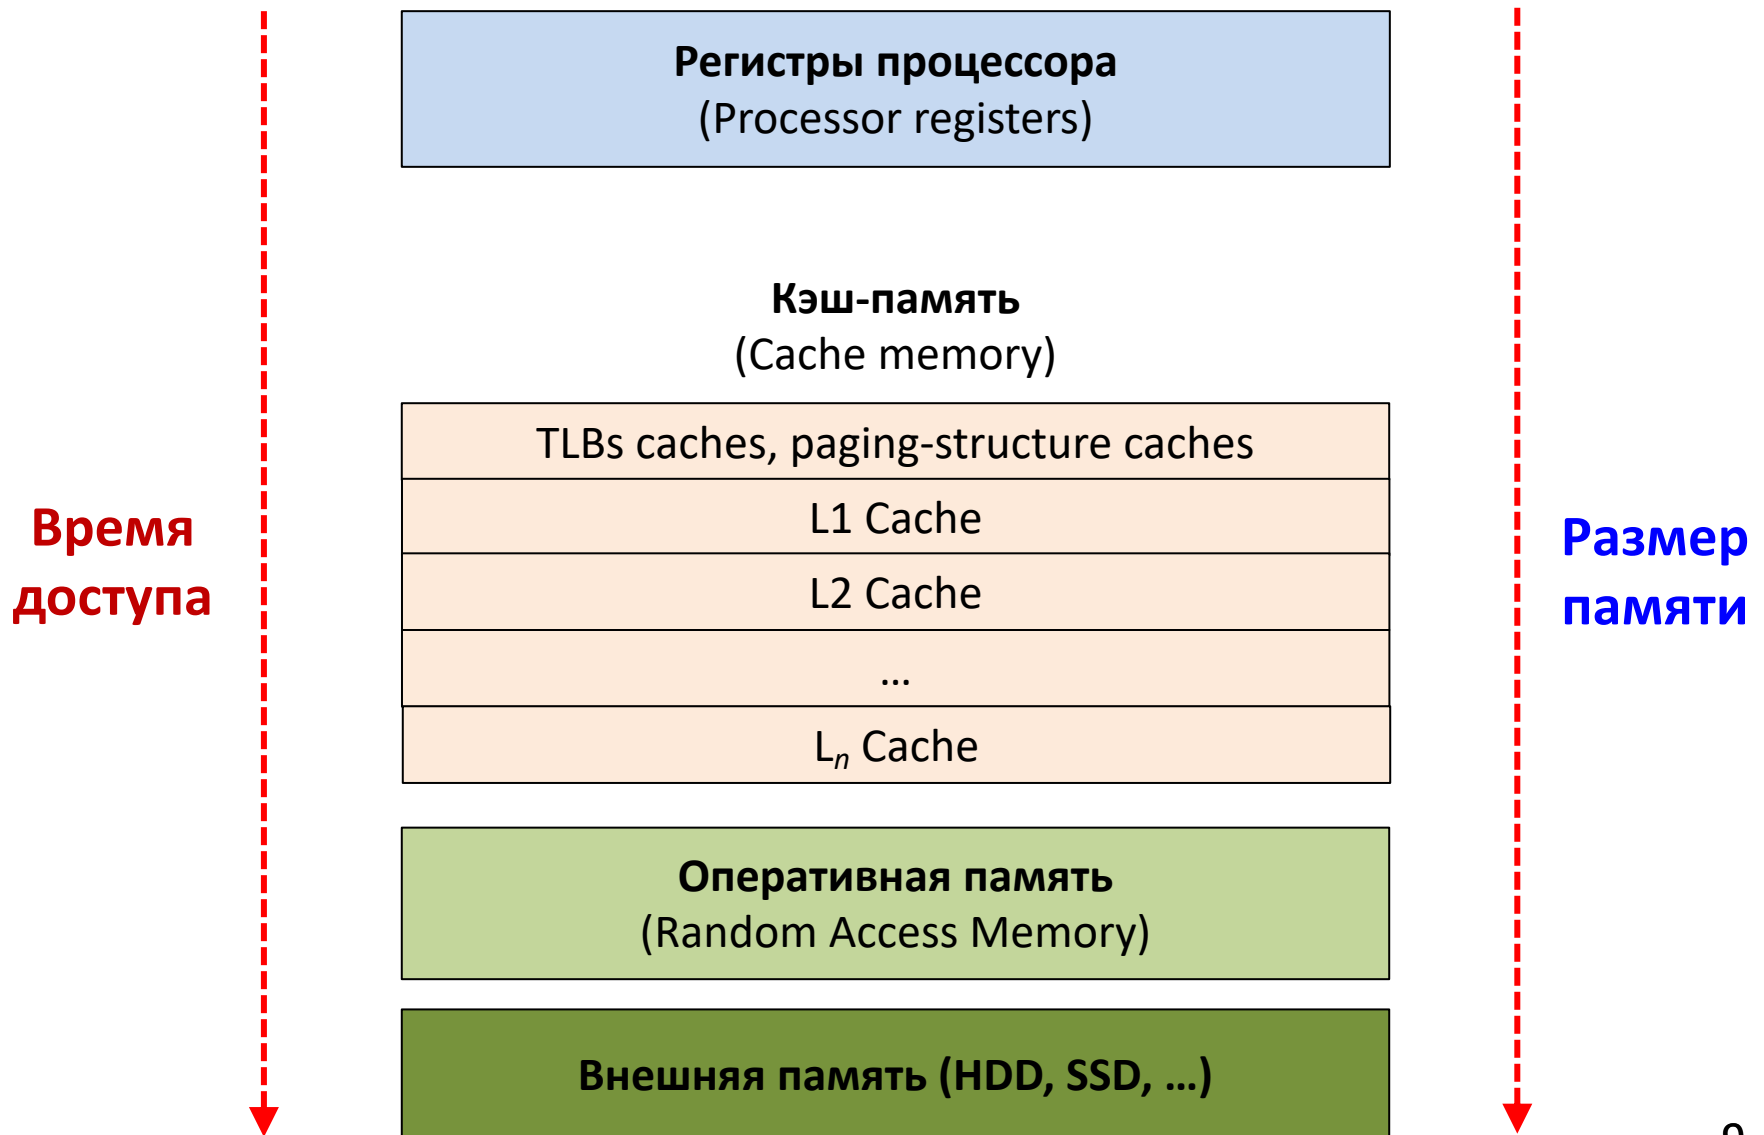 Регистры процессора
(Processor registers)
Кэш-память
(Cache memory)
TLBs caches, paging-structure caches
L1 Cache
L2 Cache
...
Ln Cache
Время
доступа
Размер
памяти
Оперативная память
(Random Access Memory)
Внешняя память (HDD, SSD, ...)